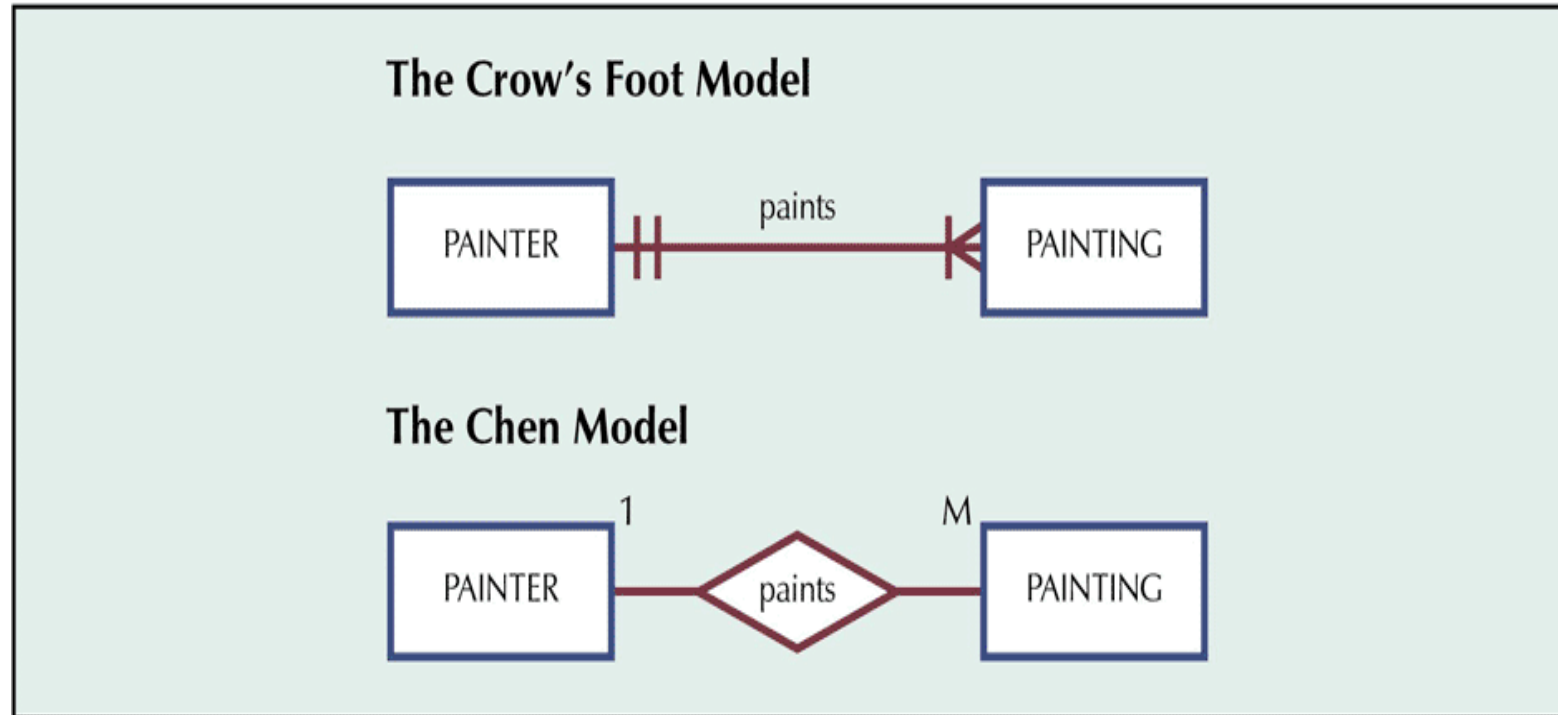 The Crow’s Foot Model
paints
PAINTER
PAINTING
The Chen Model
1
M
PAINTER
paints
PAINTING